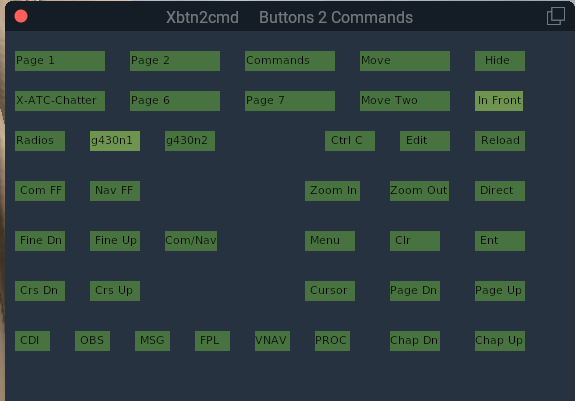 Xbtn2cmd Buttons 2 Commands
Page 1 Page 2 Commands Move Hide
X-ATC-Chatter Page 6 Page 7 Move Two In Front
Radios g430n1 g430n2 Ctrl C Edit Reload
Com FF Nav FF Zoom In Zoom Out Direct
Fine Dn Fine Up Com/Nav Menu Clr Ent
Crs Dn Crs Up Cursor Page Dn Page Up
CDI OBS MSG FPL VNAV PROC Chap Dn Chap Up